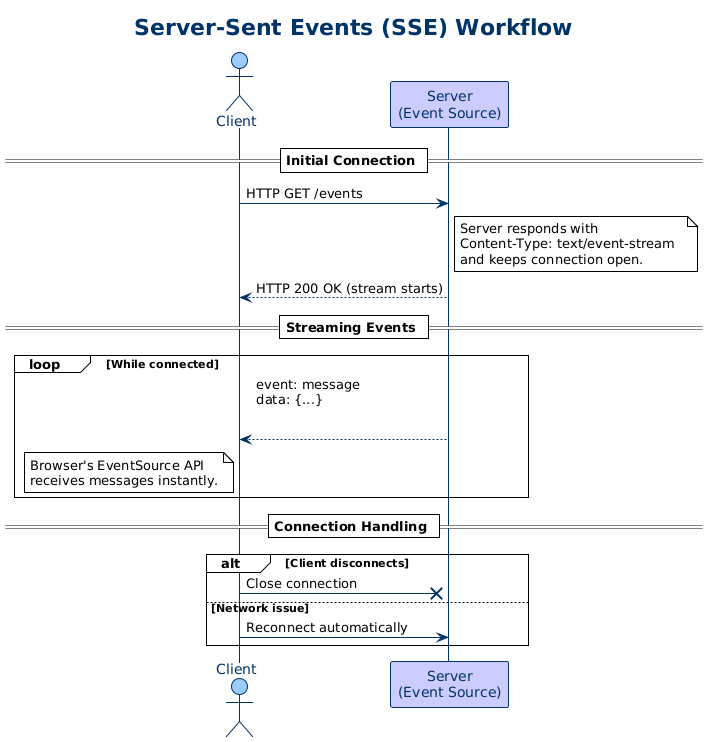 Server-Sent Events (SSE) Workflow
Client
Server
(Event Source)
Initial Connection
HTTP GET /events
Server responds with
Content-Type: text/event-stream
and keeps connection open.
HTTP 200 OK (stream starts)
Streaming Events
loop [While connected]
event: message
data: {...}
Browser's EventSource API
receives messages instantly.
Connection Handling
alt [Client disconnects]
Close connection
[Network issue]
Reconnect automatically
Client
Server
(Event Source)